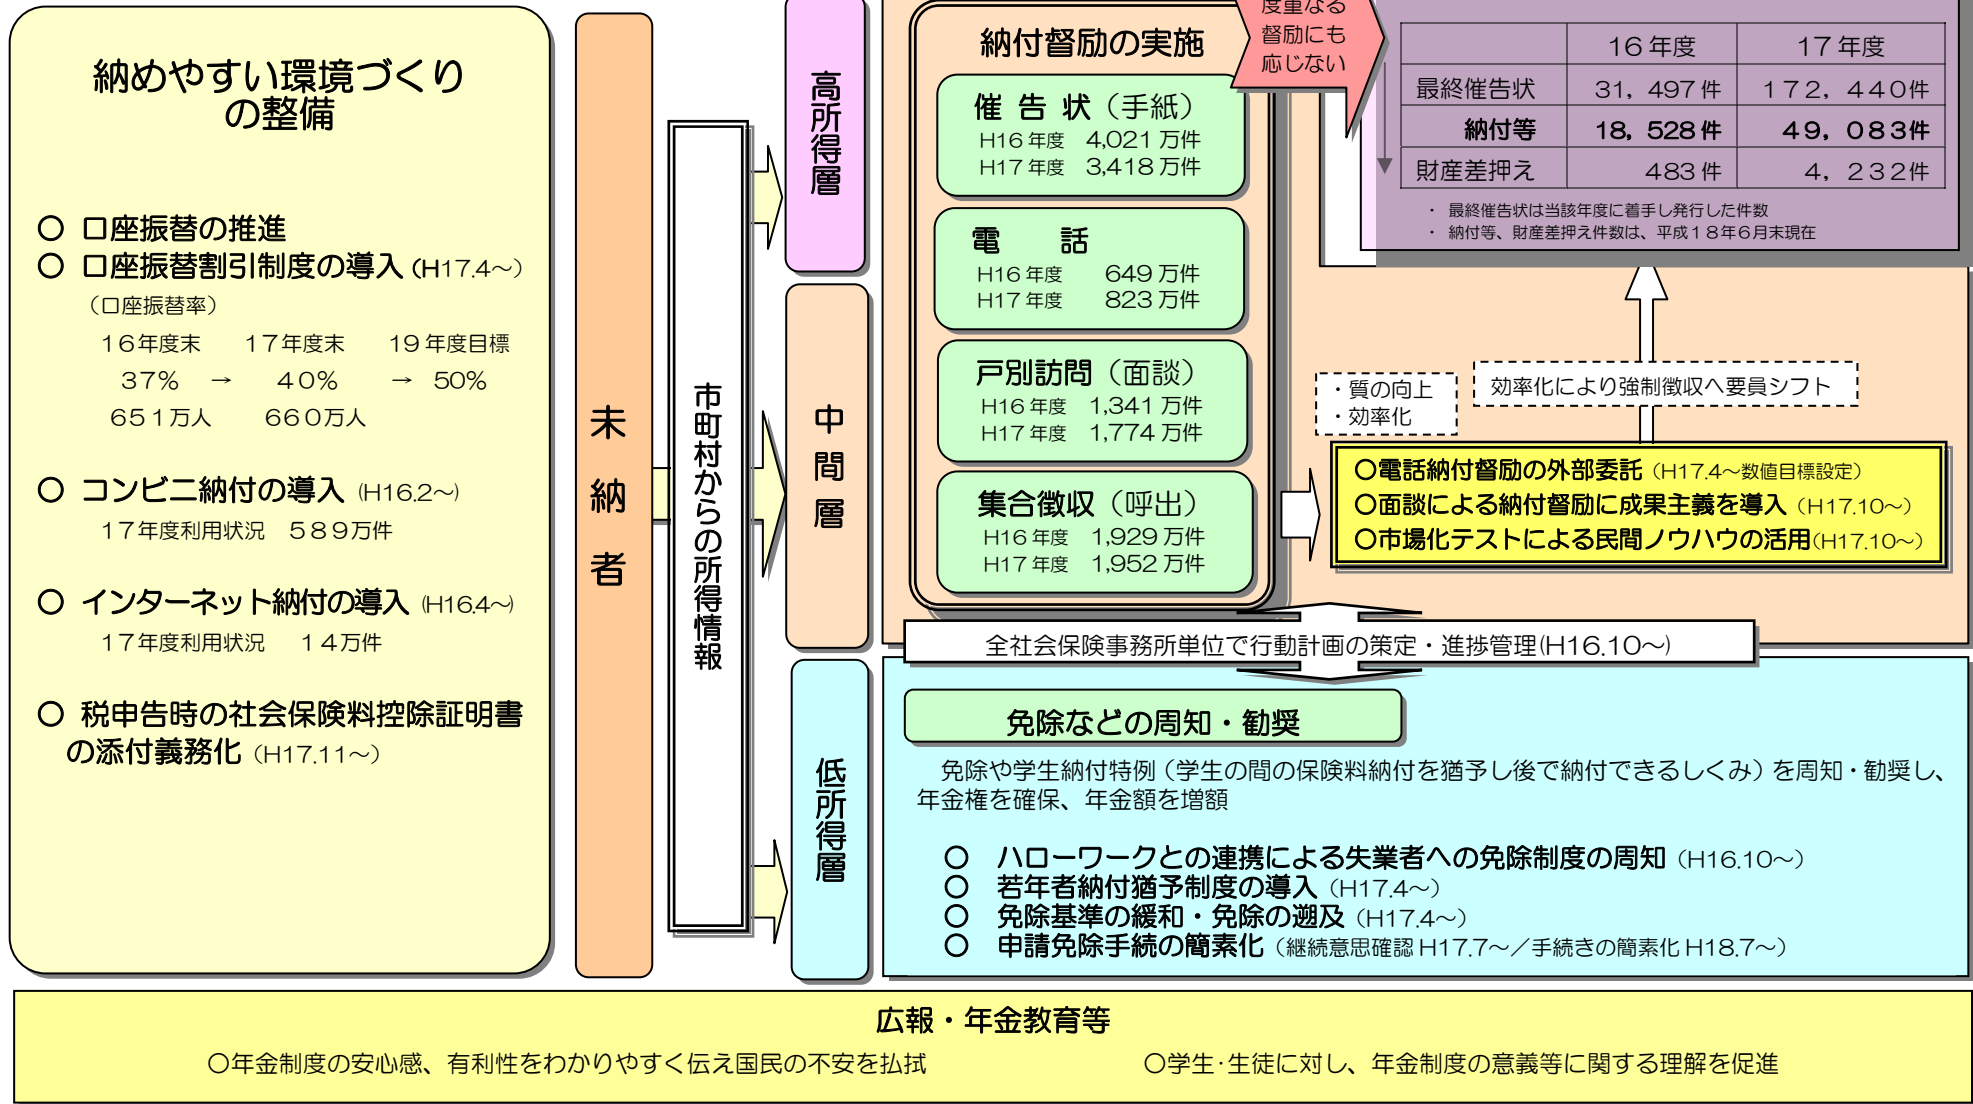 納めやすい環境づくり
の整備
○ 口座振替の推進
○ 口座振替割引制度の導入（H17.4～）
（口座振替率）
16年度末 17年度末 19年度目標
37% → 40% → 50%
651万人 660万人
○ コンビニ納付の導入（H16.2～）
17年度利用状況 589万件
○ インターネット納付の導入（H16.4～）
17年度利用状況 14万件
○ 税申告時の社会保険料控除証明書
の添付義務化（H17.11～）
未納者
市町村からの所得情報
高所得層
中間層
低所得層
納付督励の実施
催告状（手紙）
H16年度 4,021万件
H17年度 3,418万件
電話
H16年度 649万件
H17年度 823万件
戸別訪問（面談）
H16年度 1,341万件
H17年度 1,774万件
集合徴収（呼出）
H16年度 1,929万件
H17年度 1,952万件
度重なる
督励にも
応じない
16年度 17年度
最終催告状 31,497件 172,440件
納付等 18,528件 49,083件
財産差押え 483件 4,232件
・ 最終催告状は当該年度に着手し発行した件数
・ 納付等、財産差押え件数は、平成18年6月末現在
・質の向上
・効率化
効率化により強制徴収へ要員シフト
○電話納付督励の外部委託（H17.4～数値目標設定）
○面談による納付督励に成果主義を導入（H17.10～）
○市場化テストによる民間ノウハウの活用(H17.10～）
全社会保険事務所単位で行動計画の策定・進捗管理(H16.10～)
免除などの周知・勧奨
免除や学生納付特例（学生の間の保険料納付を猶予し後で納付できるしくみ）を周知・勧奨し、
年金権を確保、年金額を増額
○ ハローワークとの連携による失業者への免除制度の周知（H16.10～）
○ 若年者納付猶予制度の導入（H17.4～）
○ 免除基準の緩和・免除の遡及（H17.4～）
○ 申請免除手続の簡素化（継続意思確認H17.7～／手続きの簡素化H18.7～）
広報・年金教育等
○年金制度の安心感、有利性をわかりやすく伝え国民の不安を払拭 ○学生･生徒に対し、年金制度の意義等に関する理解を促進